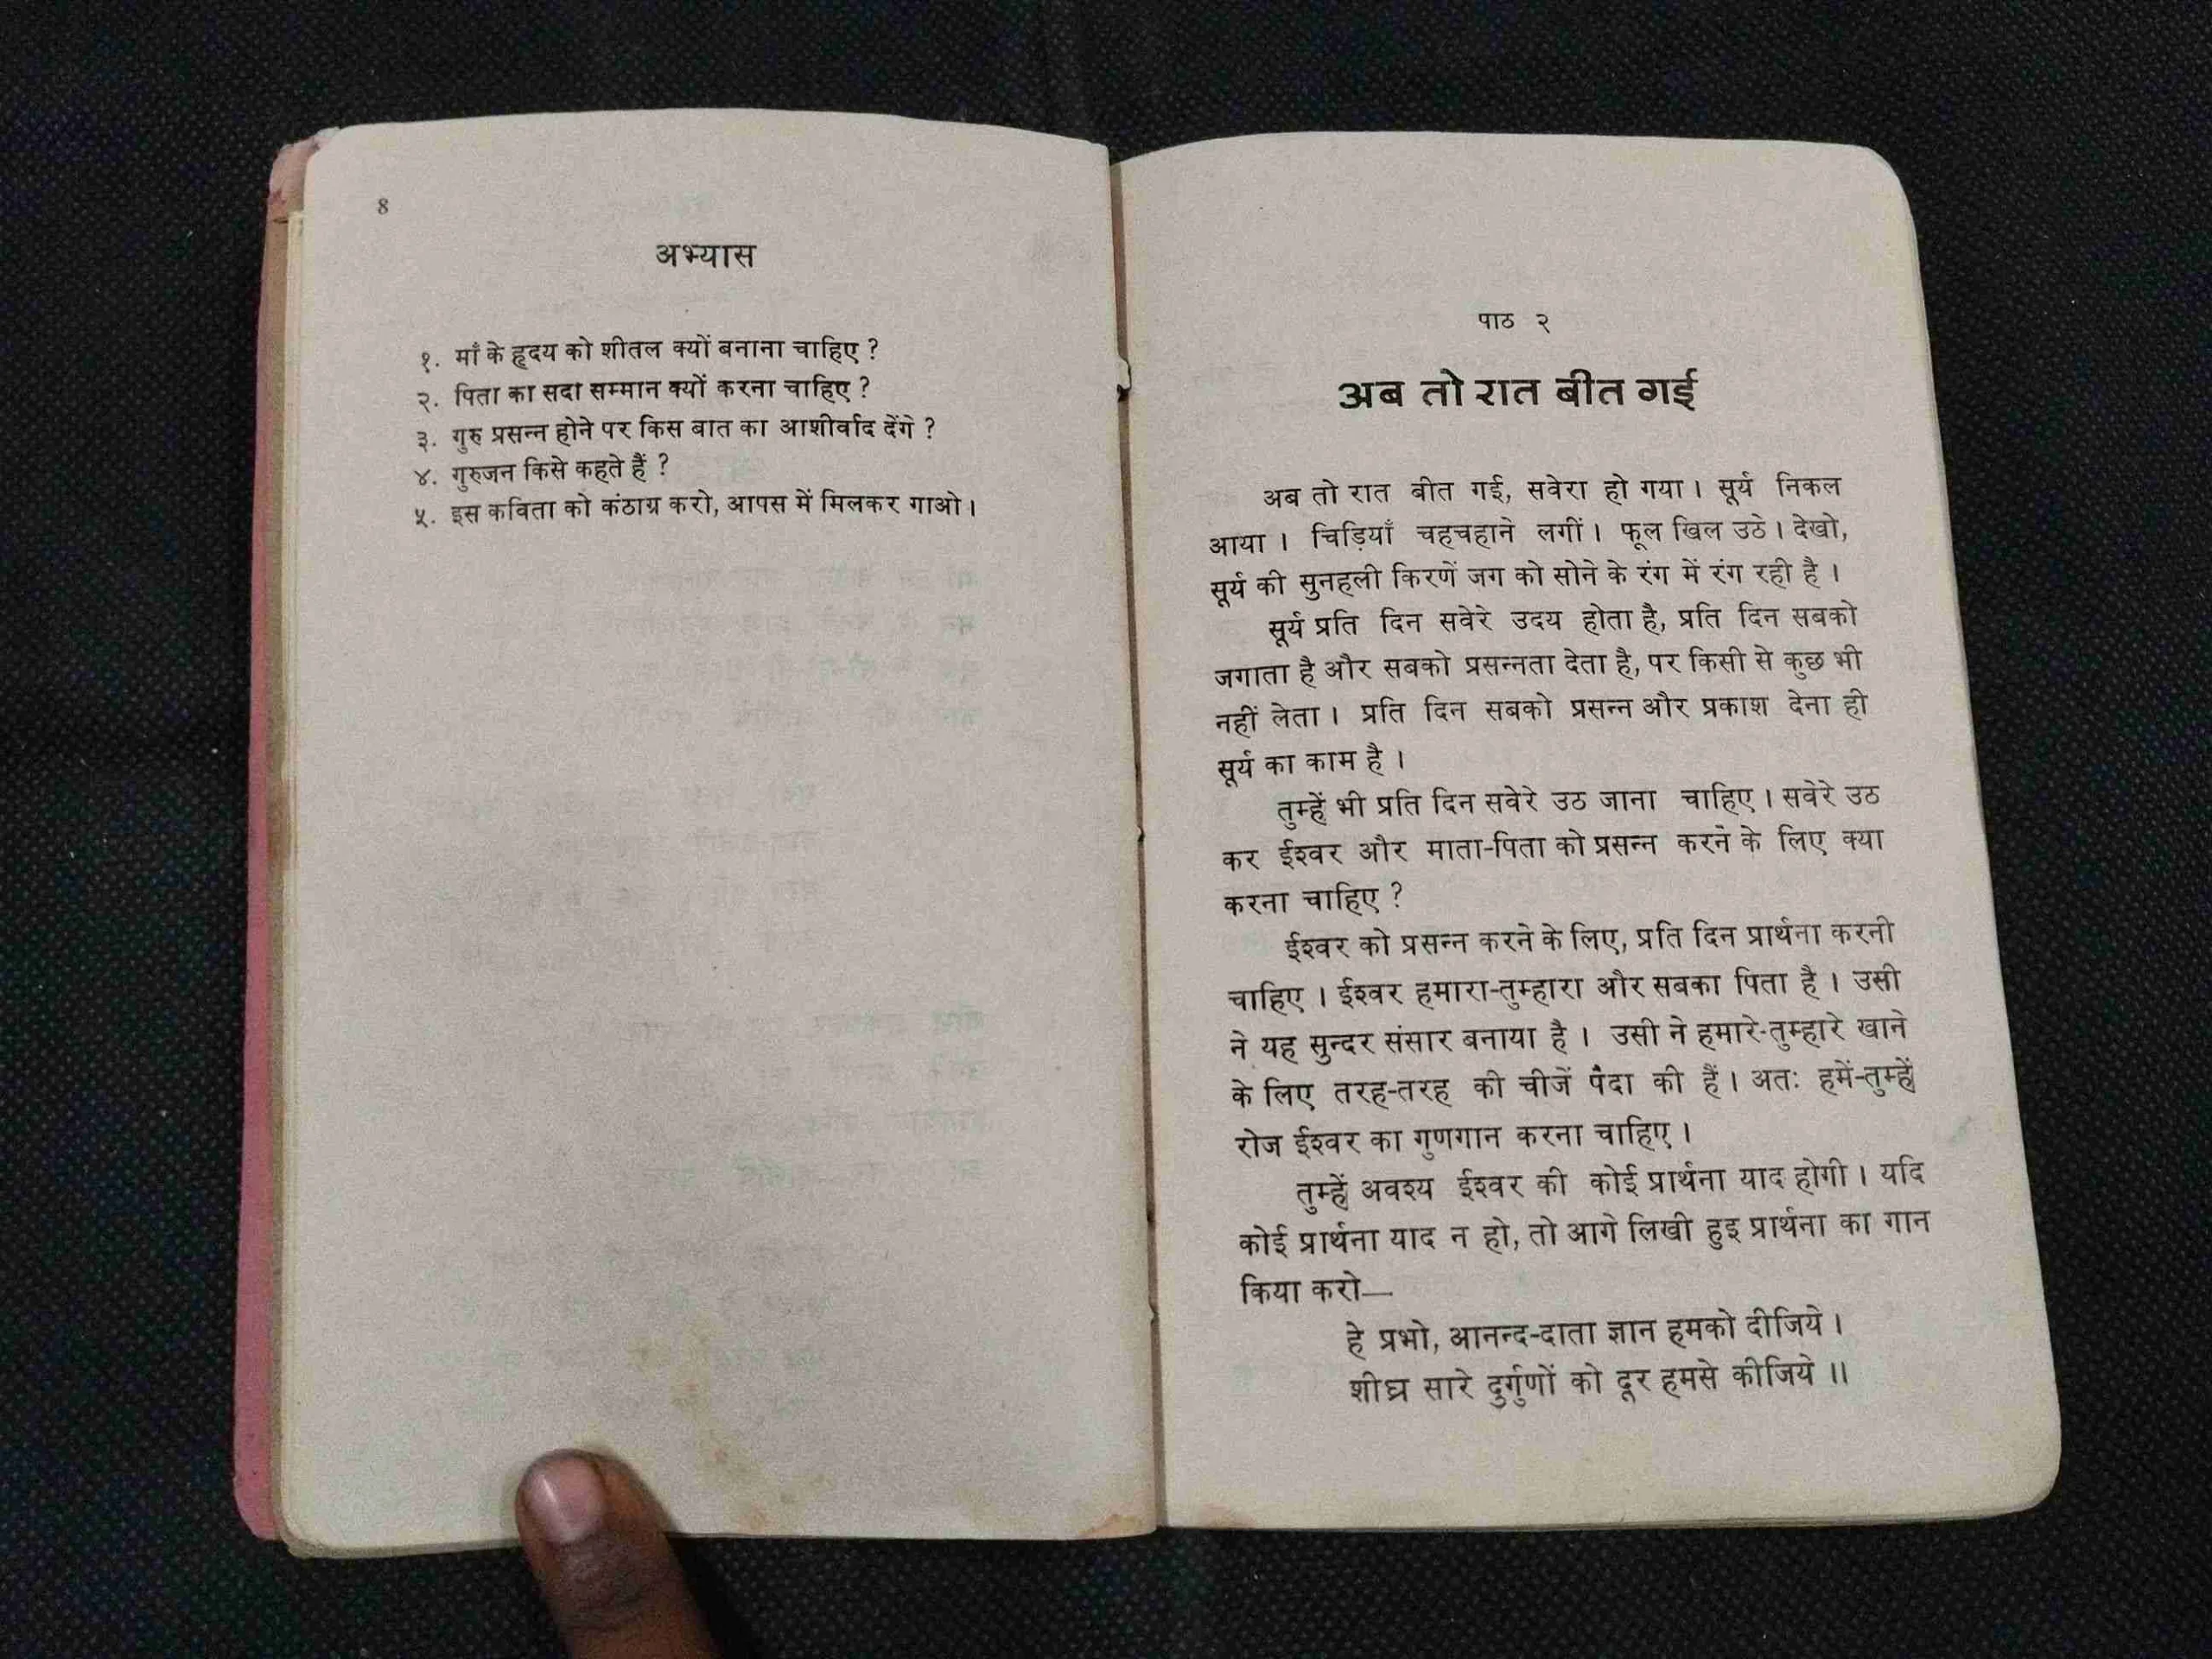 8
अभ्यास
१. माँ के हृदय को शीतल क्यों बनाना चाहिए ?
२. पिता का सदा सम्मान क्यों करना चाहिए ?
३. गुरु प्रसन्न होने पर किस बात का आशीर्वाद देंगे ?
४. गुरुजन किसे कहते हैं ?
५. इस कविता को कंठाग्र करो, आपस में मिलकर गाओ ।
पाठ २
अब तो रात बीत गई
अब तो रात बीत गई, सवेरा हो गया । सूर्य निकल
आया । चिड़ियाँ चहचहाने लगीं । फूल खिल उठे । देखो,
सूर्य की सुनहली किरणें जग को सोने के रंग में रंग रही है ।
सूर्य प्रति दिन सवेरे उदय होता है, प्रति दिन सबको
जगाता है और सबको प्रसन्नता देता है, पर किसी से कुछ भी
नहीं लेता । प्रति दिन सबको प्रसन्न और प्रकाश देना ही
सूर्य का काम है ।
तुम्हें भी प्रति दिन सवेरे उठ जाना चाहिए । सवेरे उठ
कर ईश्वर और माता-पिता को प्रसन्न करने के लिए क्या
करना चाहिए ?
ईश्वर को प्रसन्न करने के लिए, प्रति दिन प्रार्थना करनी
चाहिए । ईश्वर हमारा-तुम्हारा और सबका पिता है । उसी
ने यह सुन्दर संसार बनाया है । उसी ने हमारे-तुम्हारे खाने
के लिए तरह-तरह की चीजें पैदा की हैं । अतः हमें-तुम्हें
रोज ईश्वर का गुणगान करना चाहिए ।
तुम्हें अवश्य ईश्वर की कोई प्रार्थना याद होगी । यदि
कोई प्रार्थना याद न हो, तो आगे लिखी हुइ प्रार्थना का गान
किया करो—
हे प्रभो, आनन्द-दाता ज्ञान हमको दीजिये ।
शीघ्र सारे दुर्गुणों को दूर हमसे कीजिये ॥